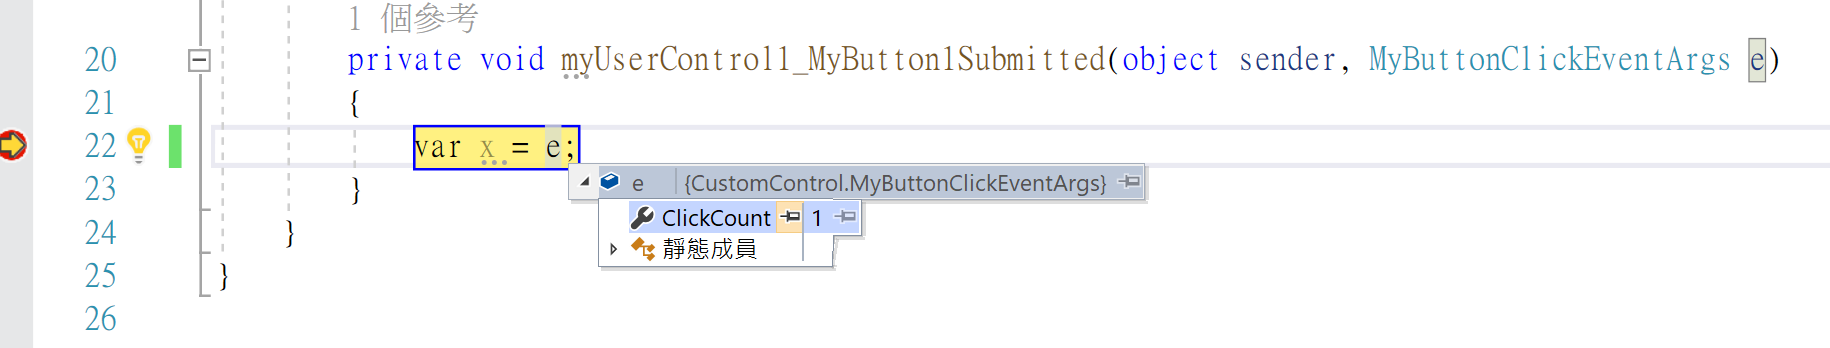 1 個參考
20 private void myUserControl1_MyButton1Submitted(object sender, MyButtonClickEventArgs e)
21 {
22 var x = e;
e {CustomControl.MyButtonClickEventArgs}
23 }
ClickCount 1
24 }
靜態成員
25 }
26